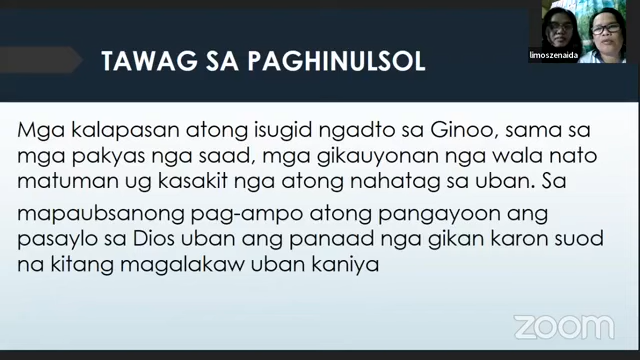 limoszenaida
TAWAG SA PAGHINULSOL
Mga kalapasan atong isugid ngadto sa Ginoo, sama sa
mga pakyas nga saad, mga gikauyonan nga wala nato
matuman ug kasakit nga atong nahatag sa uban. Sa
mapaubsanong pag-ampo atong pangayoon ang
pasaylo sa Dios uban ang panaad nga gikan karon suod
na kitang magalakaw uban kaniya
zoom